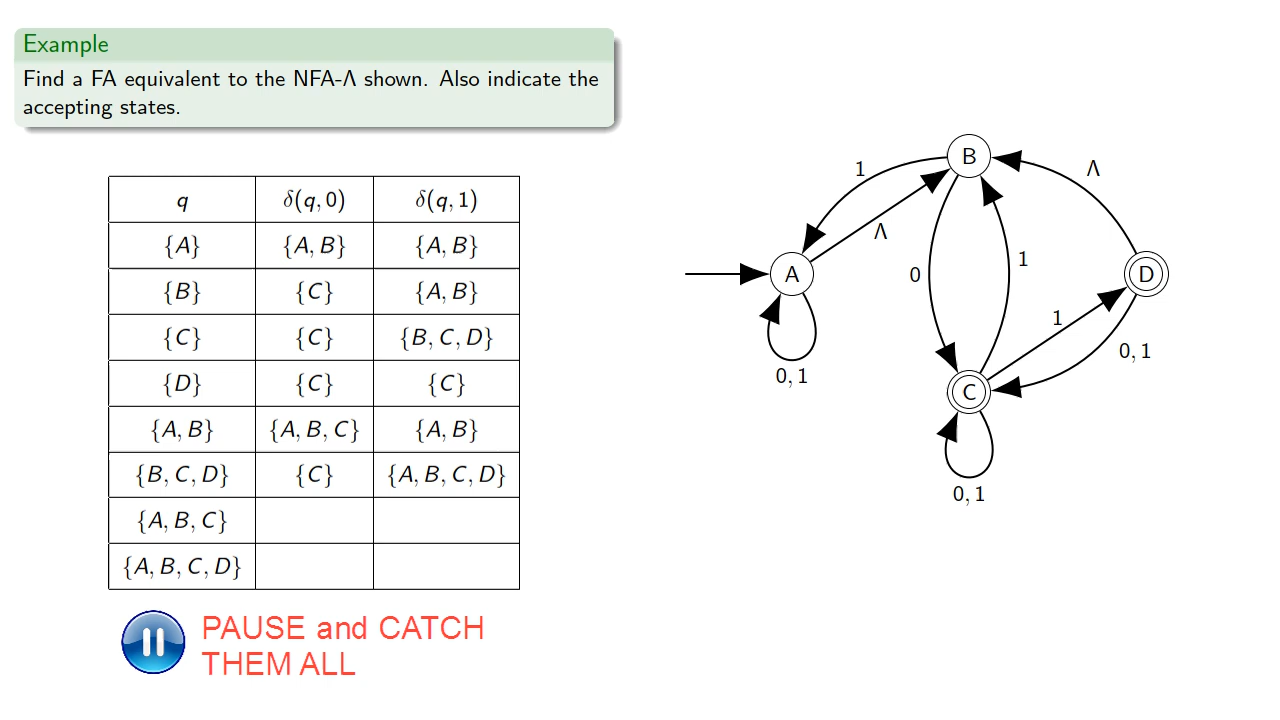 Example
Find a FA equivalent to the NFA-Λ shown. Also indicate the
accepting states.
q δ(q, 0) δ(q, 1)
{A} {A, B} {A, B}
{B} {C} {A, B}
{C} {C} {B, C, D}
{D} {C} {C}
{A, B} {A, B, C} {A, B}
{B, C, D} {C} {A, B, C, D}
{A, B, C}
{A, B, C, D}
PAUSE and CATCH
THEM ALL
B
1
Λ
Λ
A
0
1
D
1
0, 1
0, 1
C
0, 1